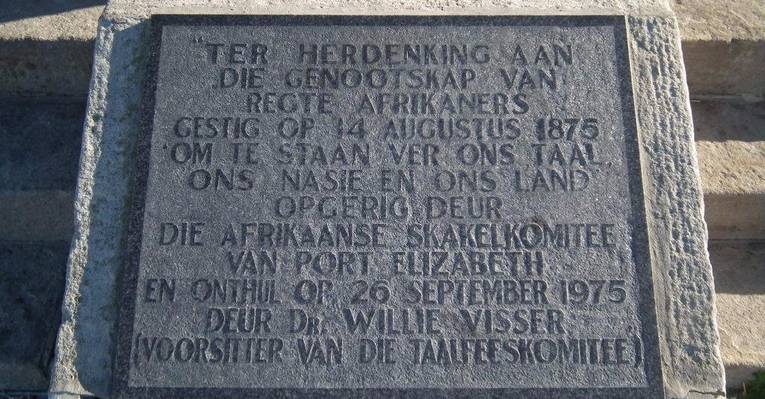 "TER HERDENKING AAN
DIE GENOOTSKAP VAN
REGTE AFRIKANERS
GESTIG OP 14 AUGUSTUS 1875
'OM TE STAAN VER ONS TAAL,
ONS NASIE EN ONS LAND"
OPGERIG DEUR
DIE AFRIKAANSE SKAKELKOMITEE
VAN PORT ELIZABETH
EN ONTHUL OP 26 SEPTEMBER 1975
DEUR DR. WILLIE VISSER
(VOORSITTER VAN DIE TAALFEESKOMITEE)